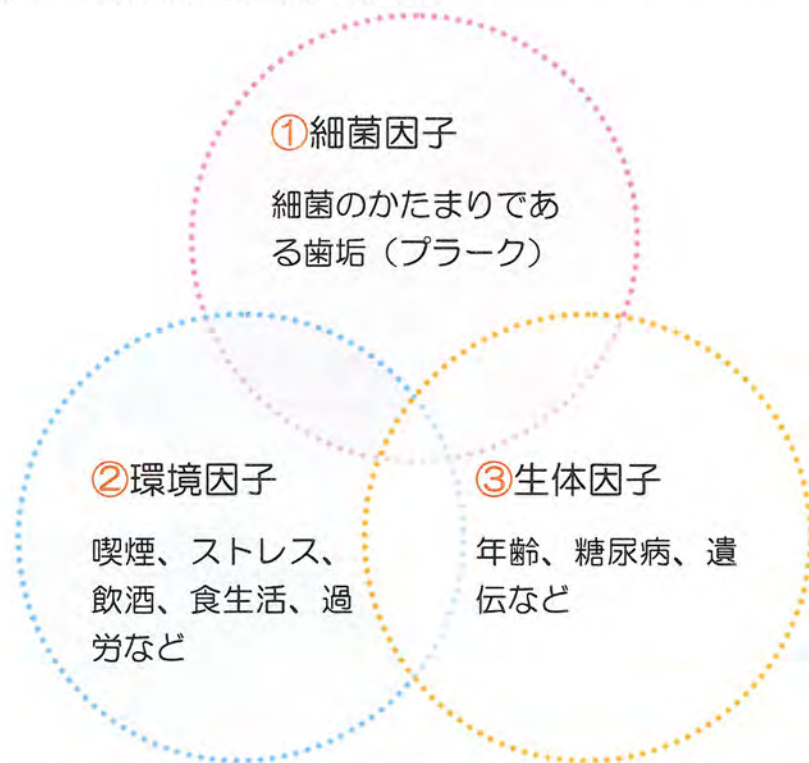 ①細菌因子
細菌のかたまりであ
る歯垢（プラーク）
②環境因子
喫煙、ストレス、
飲酒、食生活、過
労など
③生体因子
年齢、糖尿病、遺
伝など